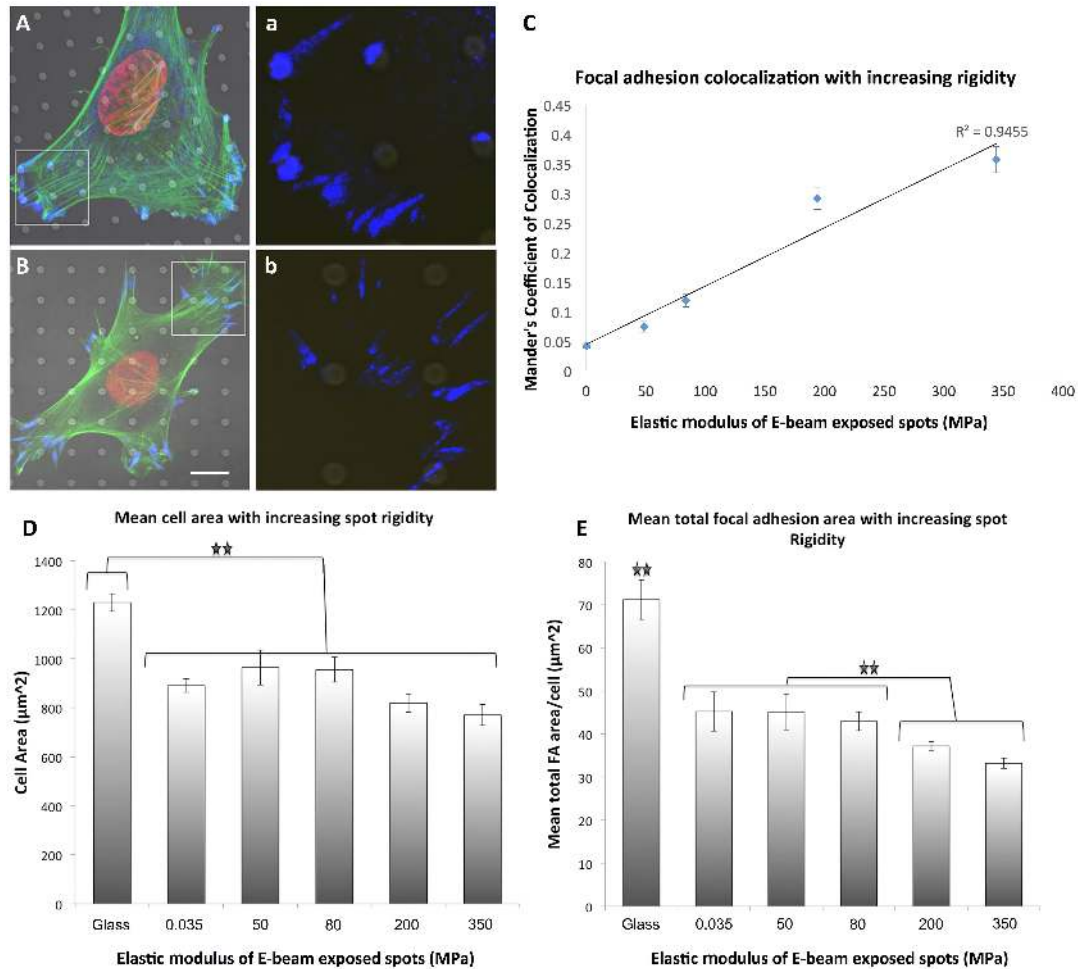 A
a
B
b
C
Focal adhesion colocalization with increasing rigidity
Mander's Coefficient of Colocalization
0.45
0.4
0.35
0.3
0.25
0.2
0.15
0.1
0.05
0
R² = 0.9455
0 50 100 150 200 250 300 350 400
Elastic modulus of E-beam exposed spots (MPa)
D
Mean cell area with increasing spot rigidity
Cell Area (µm^2)
1400
1200
1000
800
600
400
200
0
Glass 0.035 50 80 200 350
Elastic modulus of E-beam exposed spots (MPa)
E
Mean total focal adhesion area with increasing spot
Rigidity
Mean total FA area/cell (µm^2)
80
70
60
50
40
30
20
10
0
Glass 0.035 50 80 200 350
Elastic modulus of E-beam exposed spots (MPa)